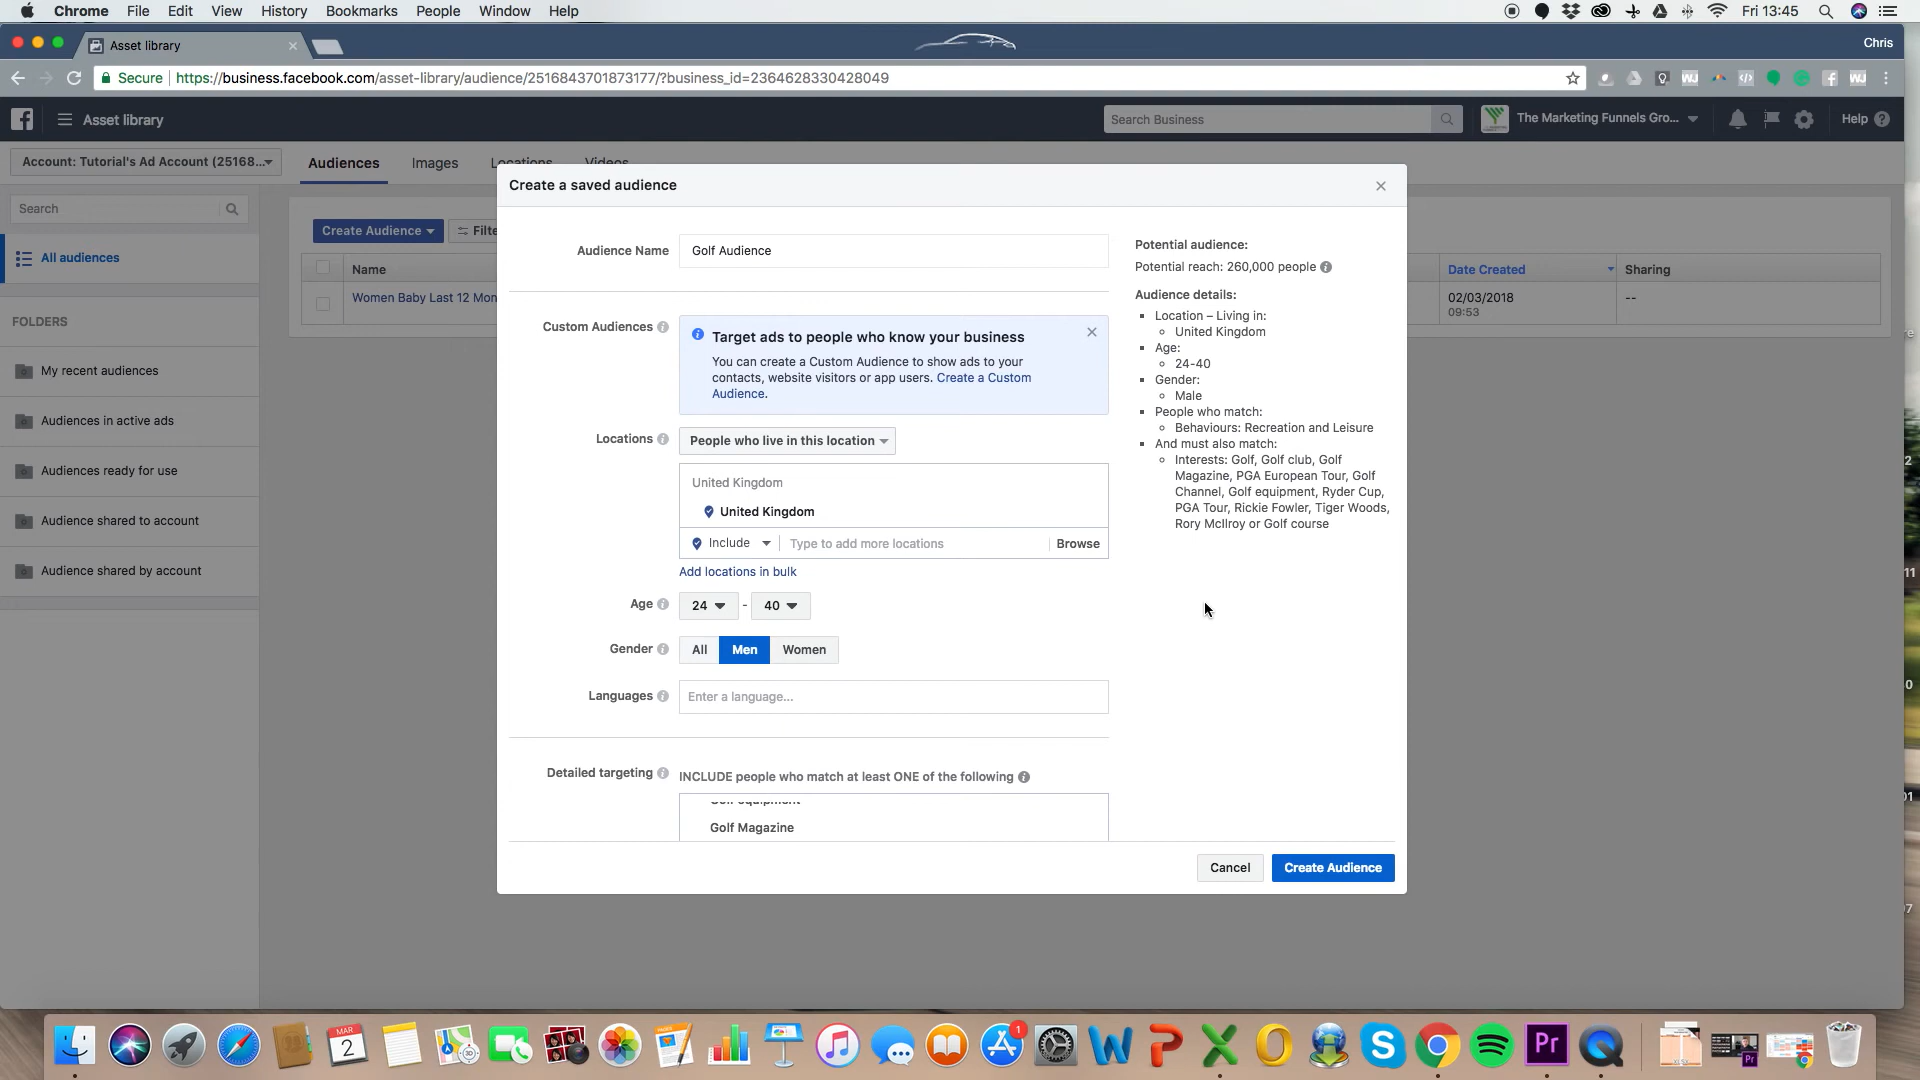 Chrome File Edit View History Bookmarks People Window Help Fri 13:45
Asset library Chris
Secure https://business.facebook.com/asset-library/audience/2516843701873177/?business_id=2364628330428049
Asset library Search Business The Marketing Funnels Gro... Help
Account: Tutorial's Ad Account (25168... Audiences Images Locations Videos
Create a saved audience
Search
Create Audience Filte
All audiences
Name Date Created Sharing
Women Baby Last 12 Mon 02/03/2018 --
09:53
FOLDERS
My recent audiences
Audiences in active ads
Audiences ready for use
Audience shared to account
Audience shared by account
Audience Name Golf Audience
Custom Audiences
Target ads to people who know your business
You can create a Custom Audience to show ads to your
contacts, website visitors or app users. Create a Custom
Audience.
Locations People who live in this location
United Kingdom
United Kingdom
Include Type to add more locations Browse
Add locations in bulk
Age 24 - 40
Gender All Men Women
Languages Enter a language...
Detailed targeting INCLUDE people who match at least ONE of the following
Golf equipment
Golf Magazine
Potential audience:
Potential reach: 260,000 people
Audience details:
Location – Living in:
United Kingdom
Age:
24-40
Gender:
Male
People who match:
Behaviours: Recreation and Leisure
And must also match:
Interests: Golf, Golf club, Golf
Magazine, PGA European Tour, Golf
Channel, Golf equipment, Ryder Cup,
PGA Tour, Rickie Fowler, Tiger Woods,
Rory McIlroy or Golf course
Cancel Create Audience
MAR
2
1
Pr